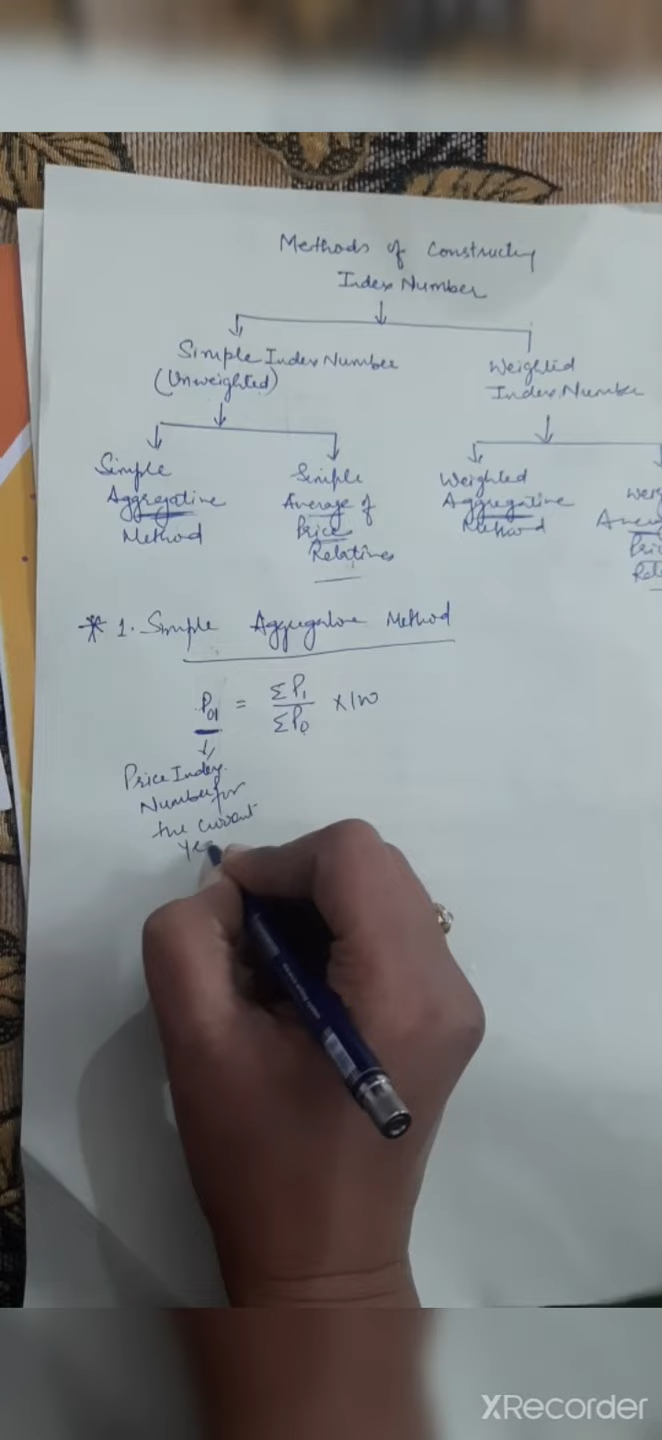 Methods of Constructing
Index Number
Simple Index Number
(Unweighted)
Weighted
Index Number
Simple
Aggregative
Method
Simple
Average of
Price
Relatives
Weighted
Aggregative
Method
* 1. Simple Aggregative Method
P01 = ΣP1 / ΣP0 × 100
Price Index
Number for
the current
XRecorder